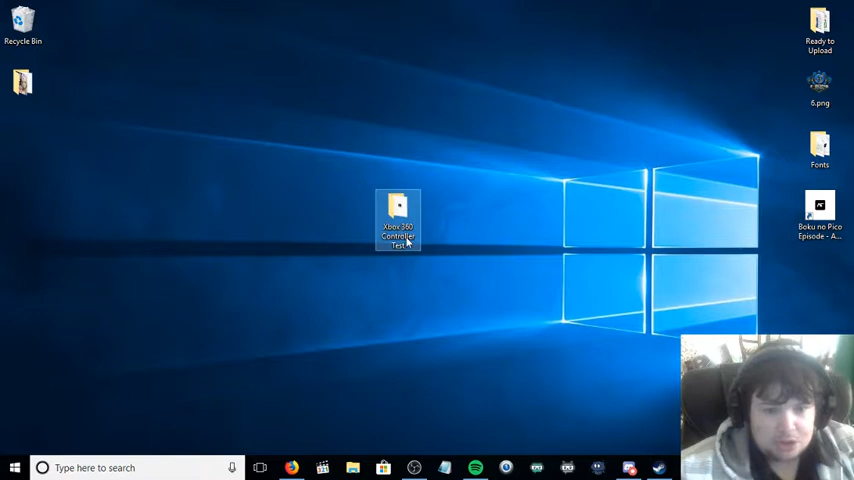 Recycle Bin
Ready to
Upload
6.png
Fonts
Boku no Pico
Episode - A...
Xbox 360
Controller
Test
Type here to search